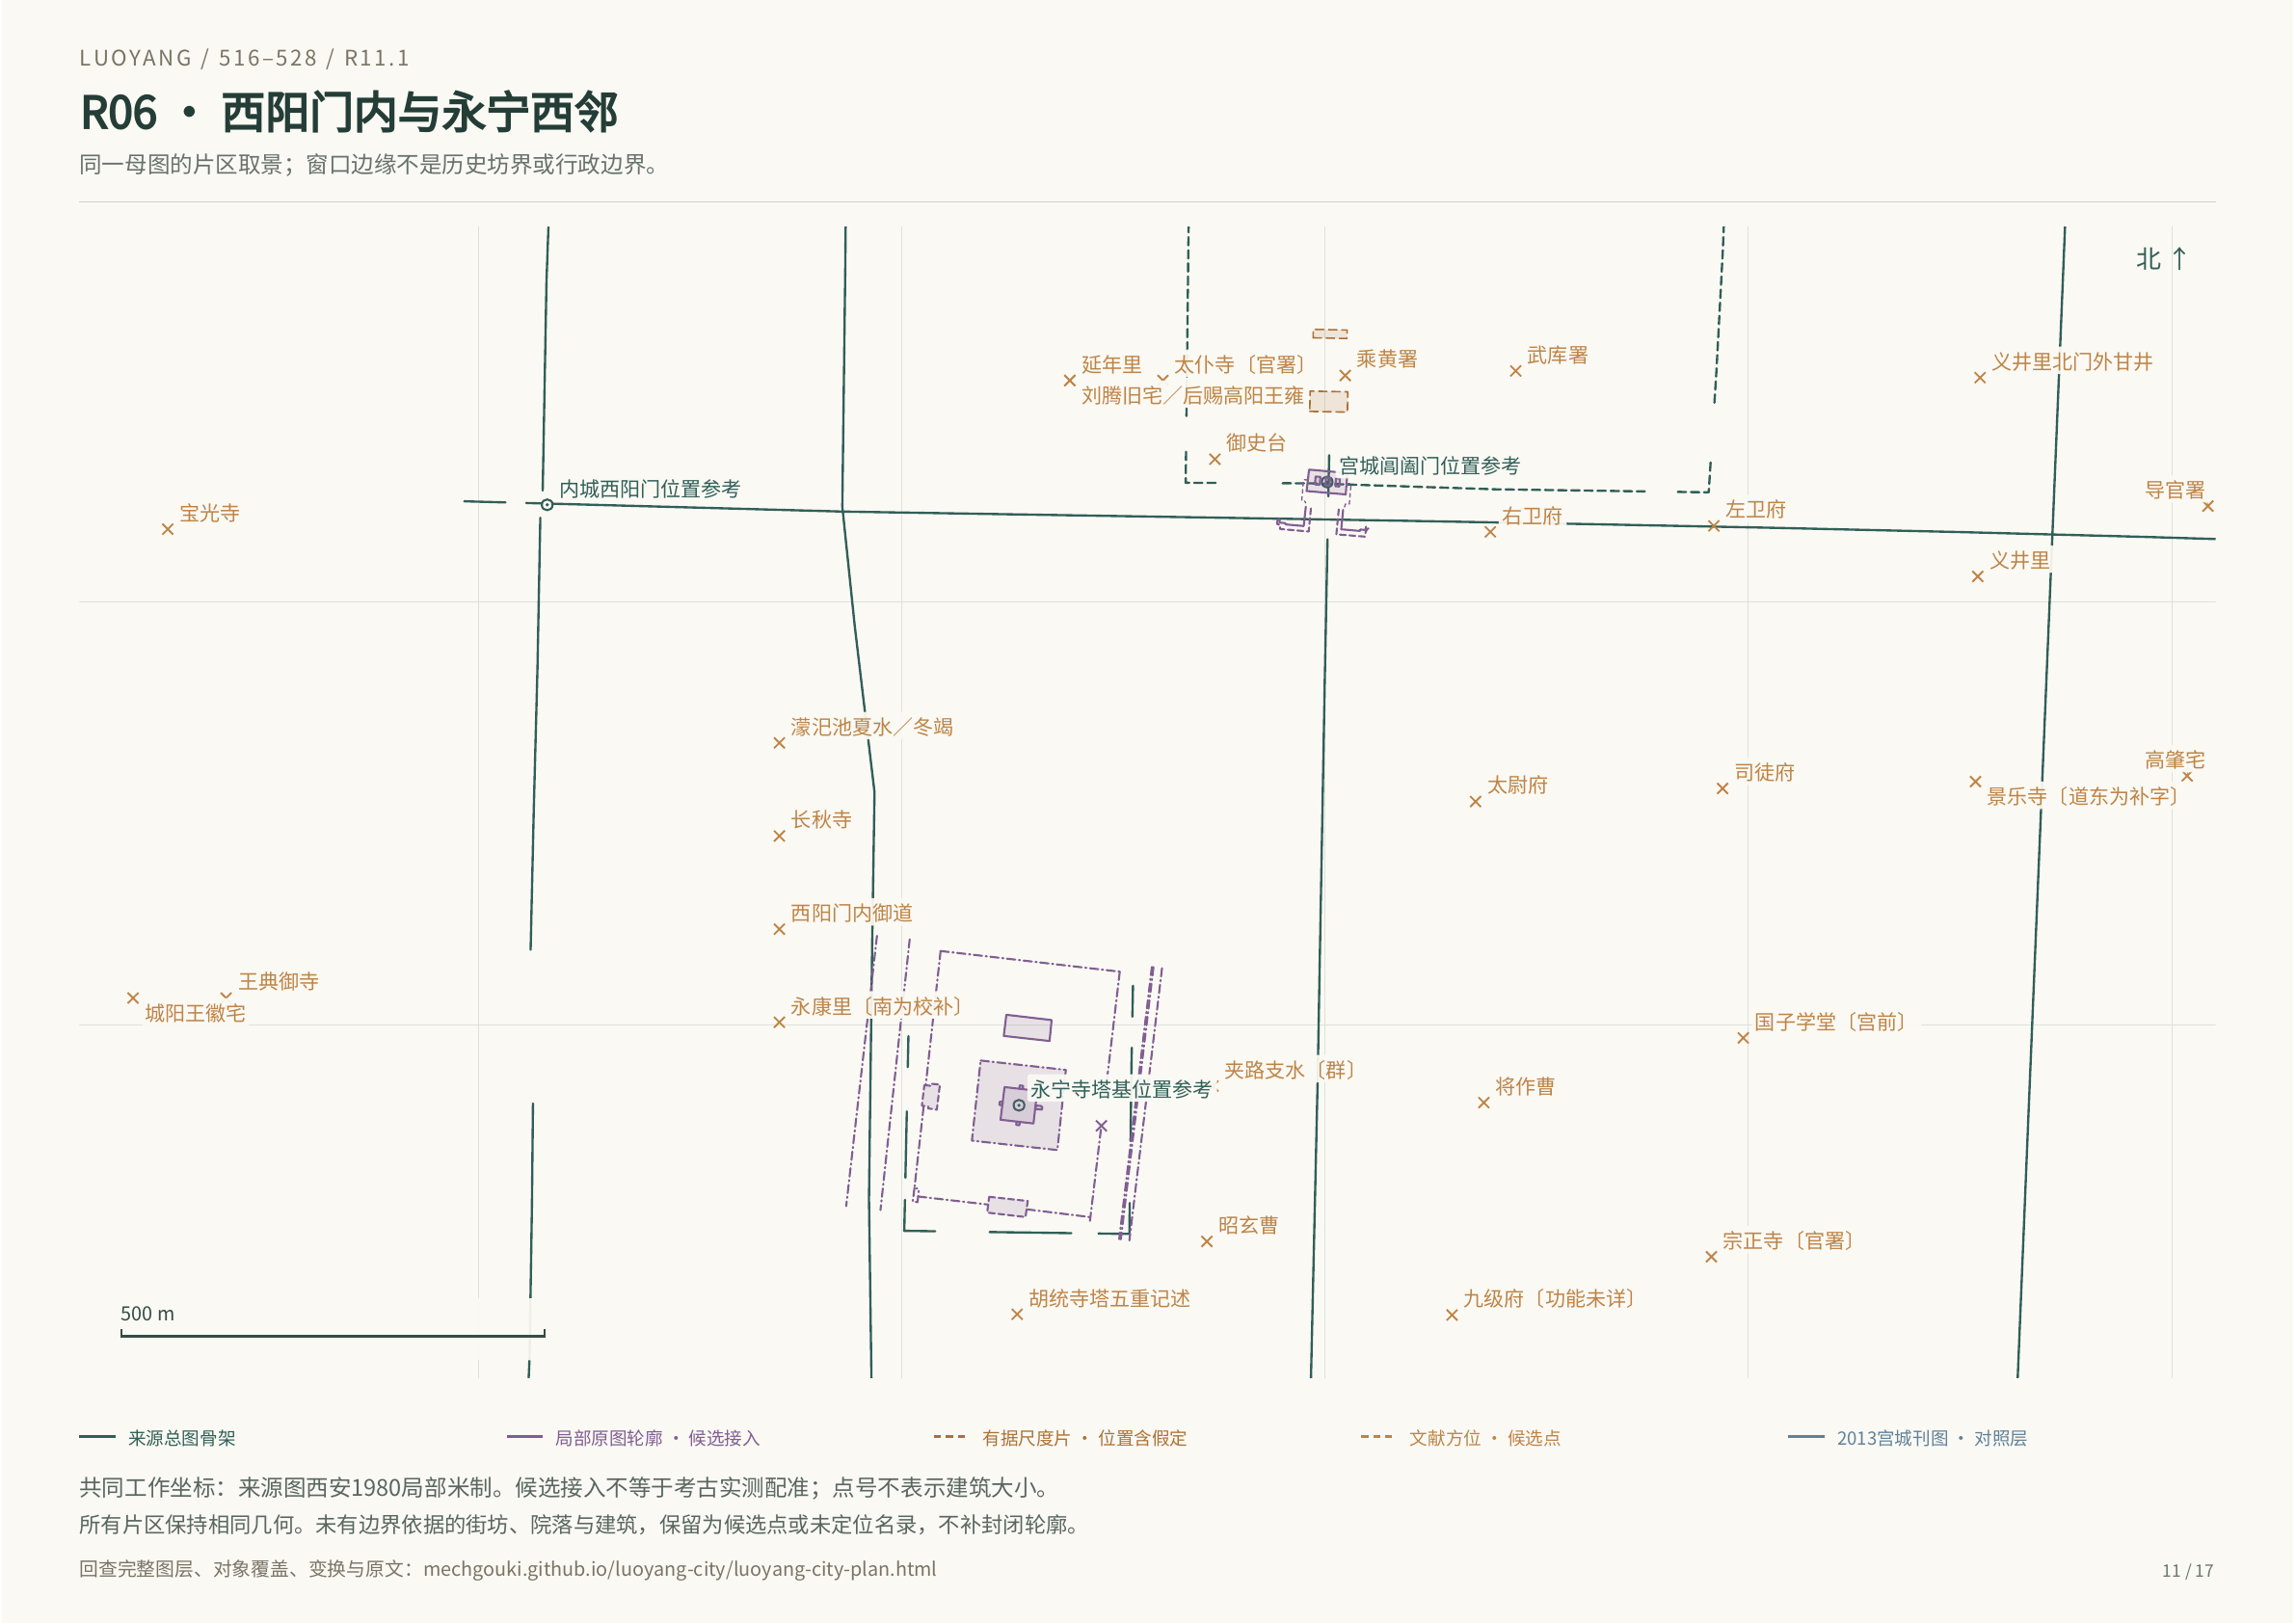 LUOYANG / 516–528 / R11.1
R06 · 西阳门内与永宁西邻
同一母图的片区取景；窗口边缘不是历史坊界或行政边界。
北 ↑
延年里
太仆寺〔官署〕
乘黄署
武库署
义井里北门外甘井
刘腾旧宅／后赐高阳王雍
御史台
宫城阊阖门位置参考
内城西阳门位置参考
导官署
宝光寺
右卫府
左卫府
义井里
濛汜池夏水／冬竭
高肇宅
司徒府
太尉府
景乐寺〔道东为补字〕
长秋寺
西阳门内御道
王典御寺
城阳王徽宅
永康里〔南为校补〕
国子学堂〔宫前〕
夹路支水〔群〕
永宁寺塔基位置参考
将作曹
昭玄曹
宗正寺〔官署〕
胡统寺塔五重记述
九级府〔功能未详〕
500 m
来源总图骨架
局部原图轮廓 · 候选接入
有据尺度片 · 位置含假定
文献方位 · 候选点
2013宫城刊图 · 对照层
共同工作坐标：来源图西安1980局部米制。候选接入不等于考古实测配准；点号不表示建筑大小。
所有片区保持相同几何。未有边界依据的街坊、院落与建筑，保留为候选点或未定位名录，不补封闭轮廓。
回查完整图层、对象覆盖、变换与原文：mechgouki.github.io/luoyang-city/luoyang-city-plan.html
11 / 17